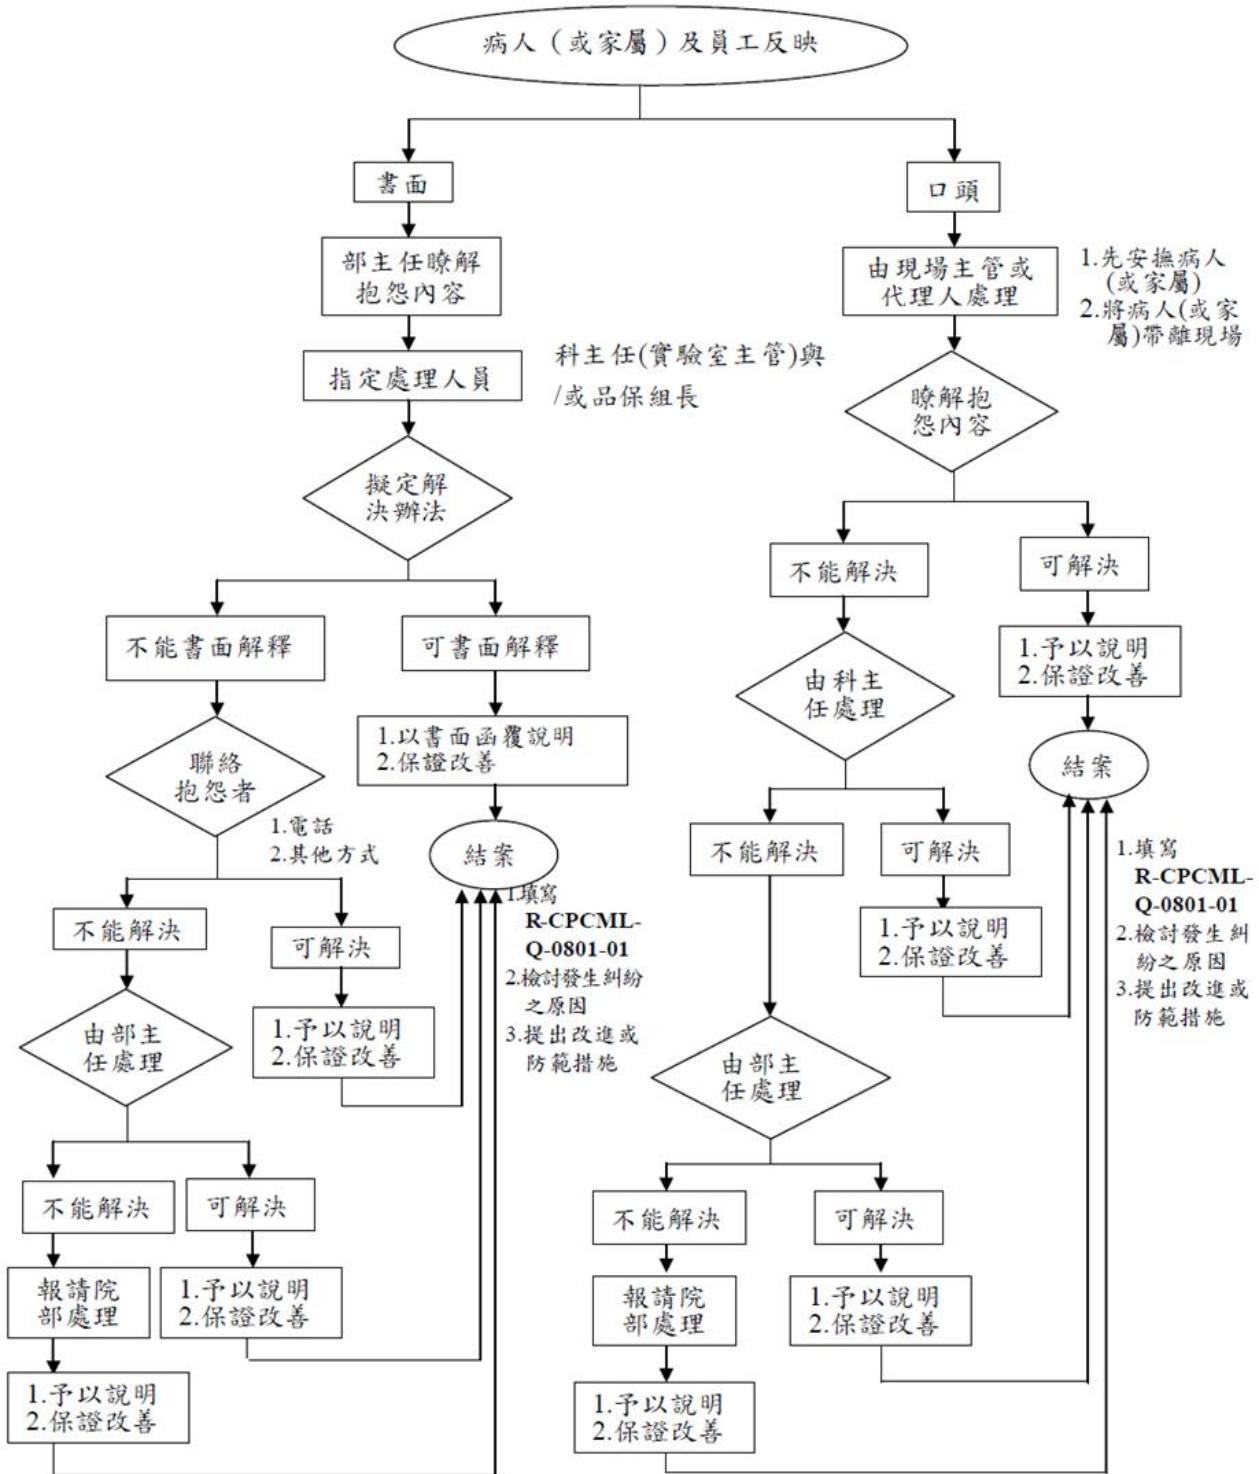 病人（或家屬）及員工反映
書面
部主任瞭解
抱怨內容
指定處理人員
科主任(實驗室主管)與
/或品保組長
擬定解
決辦法
不能書面解釋
可書面解釋
聯絡
抱怨者
1.電話
2.其他方式
1.以書面函覆說明
2.保證改善
結案
1.填寫
R-CPCML-
Q-0801-01
2.檢討發生糾紛
之原因
3.提出改進或
防範措施
不能解決
可解決
1.予以說明
2.保證改善
由部主
任處理
不能解決
可解決
報請院
部處理
1.予以說明
2.保證改善
1.予以說明
2.保證改善
口頭
由現場主管或
代理人處理
1.先安撫病人
(或家屬)
2.將病人(或家
屬)帶離現場
瞭解抱
怨內容
不能解決
可解決
1.予以說明
2.保證改善
結案
由科主
任處理
不能解決
可解決
1.予以說明
2.保證改善
1.填寫
R-CPCML-
Q-0801-01
2.檢討發生糾
紛之原因
3.提出改進或
防範措施
由部主
任處理
不能解決
可解決
報請院
部處理
1.予以說明
2.保證改善
1.予以說明
2.保證改善